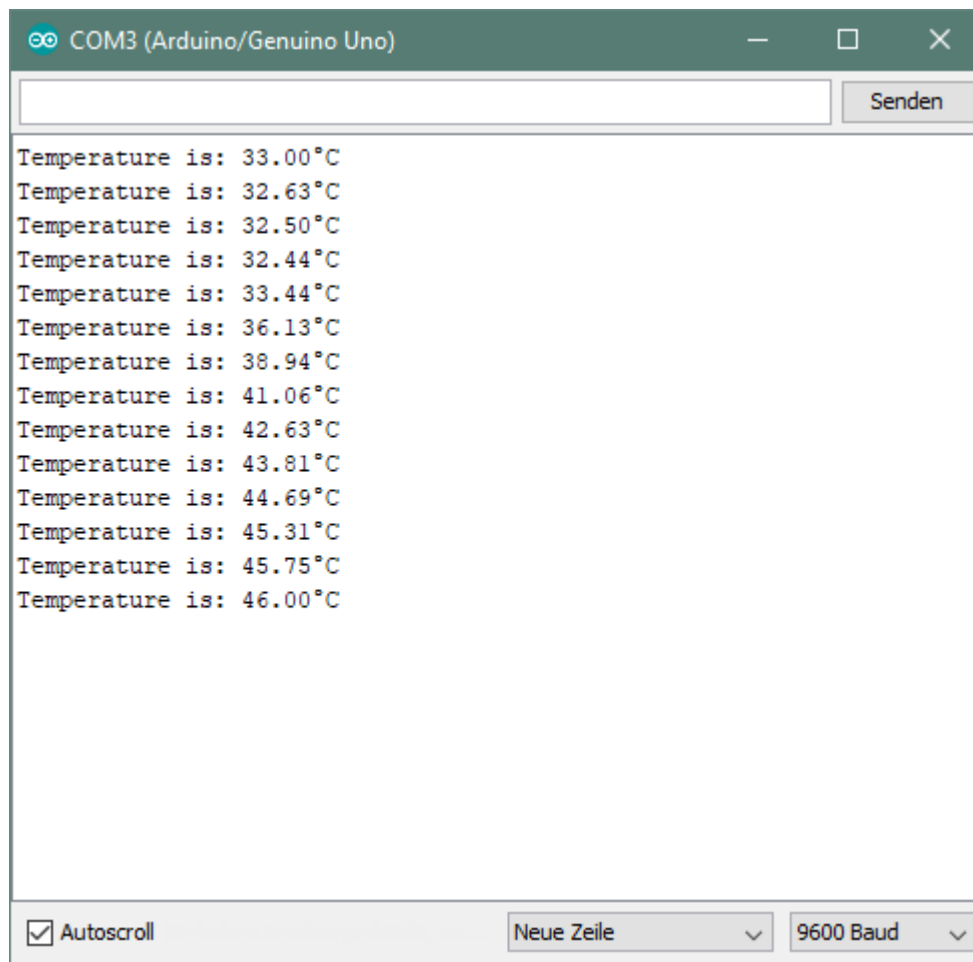 COM3 (Arduino/Genuino Uno)
Senden
Temperature is: 33.00°C
Temperature is: 32.63°C
Temperature is: 32.50°C
Temperature is: 32.44°C
Temperature is: 33.44°C
Temperature is: 36.13°C
Temperature is: 38.94°C
Temperature is: 41.06°C
Temperature is: 42.63°C
Temperature is: 43.81°C
Temperature is: 44.69°C
Temperature is: 45.31°C
Temperature is: 45.75°C
Temperature is: 46.00°C
Autoscroll Neue Zeile 9600 Baud